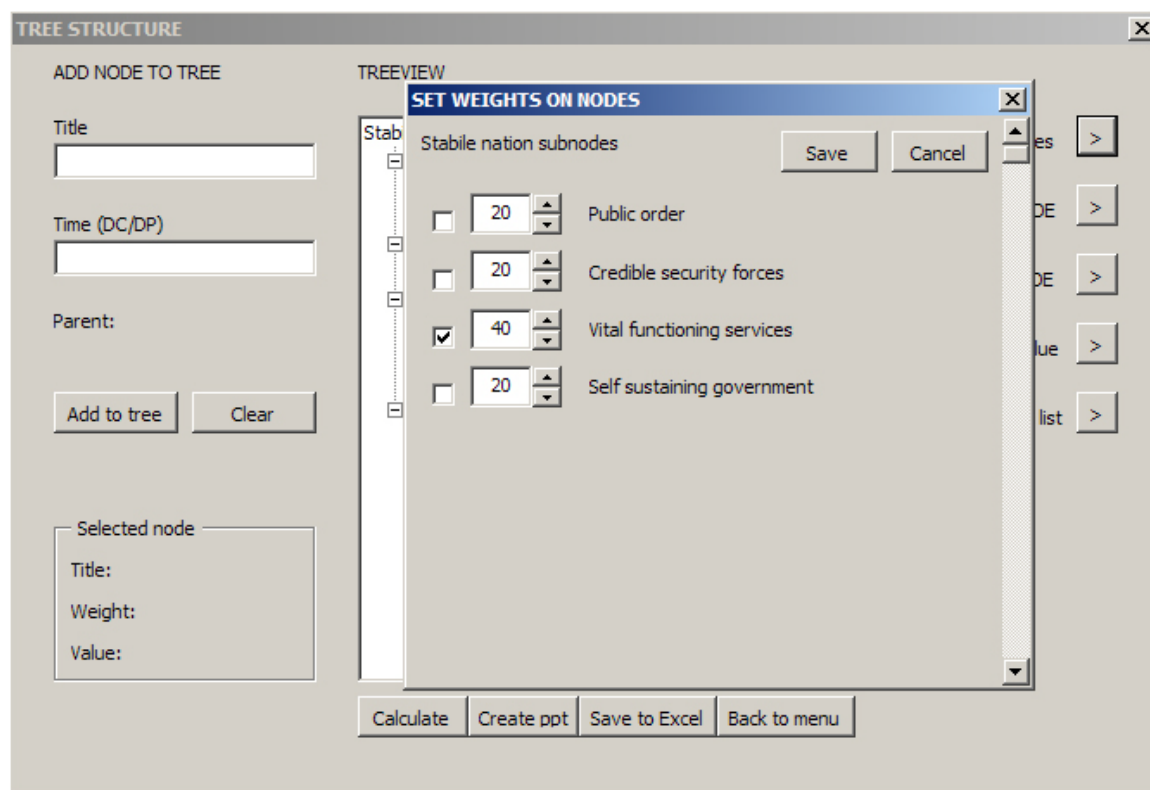 TREE STRUCTURE
ADD NODE TO TREE
TREEVIEW
Title
Time (DC/DP)
Parent:
Add to tree
Clear
Selected node
Title:
Weight:
Value:
Stab
SET WEIGHTS ON NODES
Stabile nation subnodes
Save
Cancel
20 Public order
20 Credible security forces
40 Vital functioning services
20 Self sustaining government
es >
DE >
DE >
lue >
list >
Calculate
Create ppt
Save to Excel
Back to menu